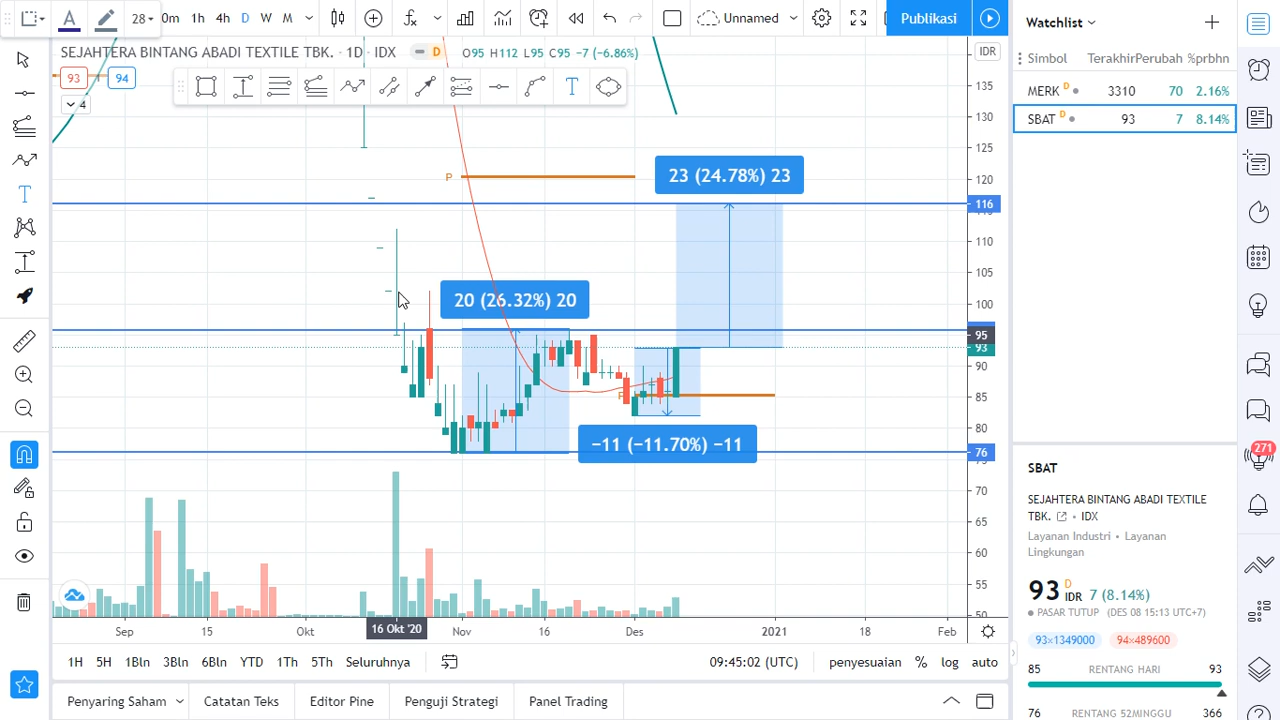 28
0m 1h 4h D W M
Unnamed
Publikasi
SEJAHTERA BINTANG ABADI TEXTILE TBK. · 1D · IDX
D
O95 H112 L95 C95 −7 (−6.86%)
IDR
93
94
4
T
P
23 (24.78%) 23
20 (26.32%) 20
−11 (−11.70%) −11
135
130
125
120
116
110
105
100
95
93
90
85
80
76
70
65
60
55
50
Sep 15 Okt 16 Okt '20 Nov 16 Des 2021 18 Feb
1H 5H 1Bln 3Bln 6Bln YTD 1Th 5Th Seluruhnya
09:45:02 (UTC)
penyesuaian % log auto
Penyaring Saham
Catatan Teks
Editor Pine
Penguji Strategi
Panel Trading
Watchlist
Simbol Terakhir Perubah %prbhn
MERK D 3310 70 2.16%
SBAT D 93 7 8.14%
SBAT
SEJAHTERA BINTANG ABADI TEXTILE
TBK. • IDX
Layanan Industri • Layanan
Lingkungan
93 D IDR 7 (8.14%)
PASAR TUTUP (DES 08 15:13 UTC+7)
93×1349000 94×489600
85 RENTANG HARI 93
76 RENTANG 52MINGGU 366
271